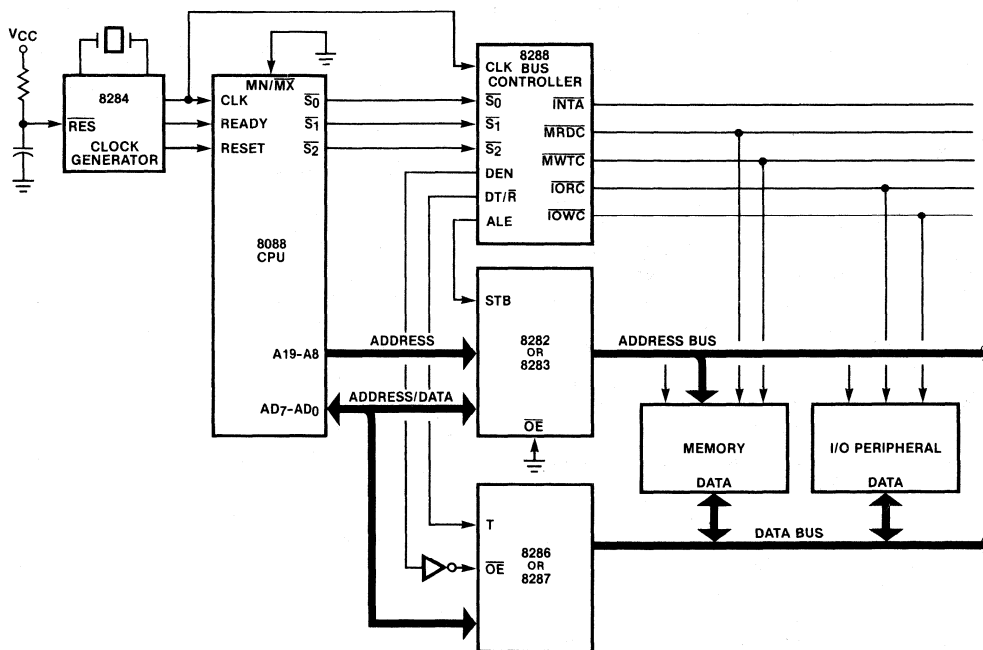 VCC
8284
RES
CLOCK
GENERATOR
MN/MX
CLK
READY
RESET
S0
S1
S2
8088
CPU
A19-A8
AD7-AD0
8288
BUS
CONTROLLER
CLK
S0
S1
S2
DEN
DT/R
ALE
INTA
MRDC
MWTC
IORC
IOWC
STB
8282
OR
8283
OE
ADDRESS
ADDRESS/DATA
ADDRESS BUS
MEMORY
DATA
I/O PERIPHERAL
DATA
DATA BUS
T
OE
8286
OR
8287